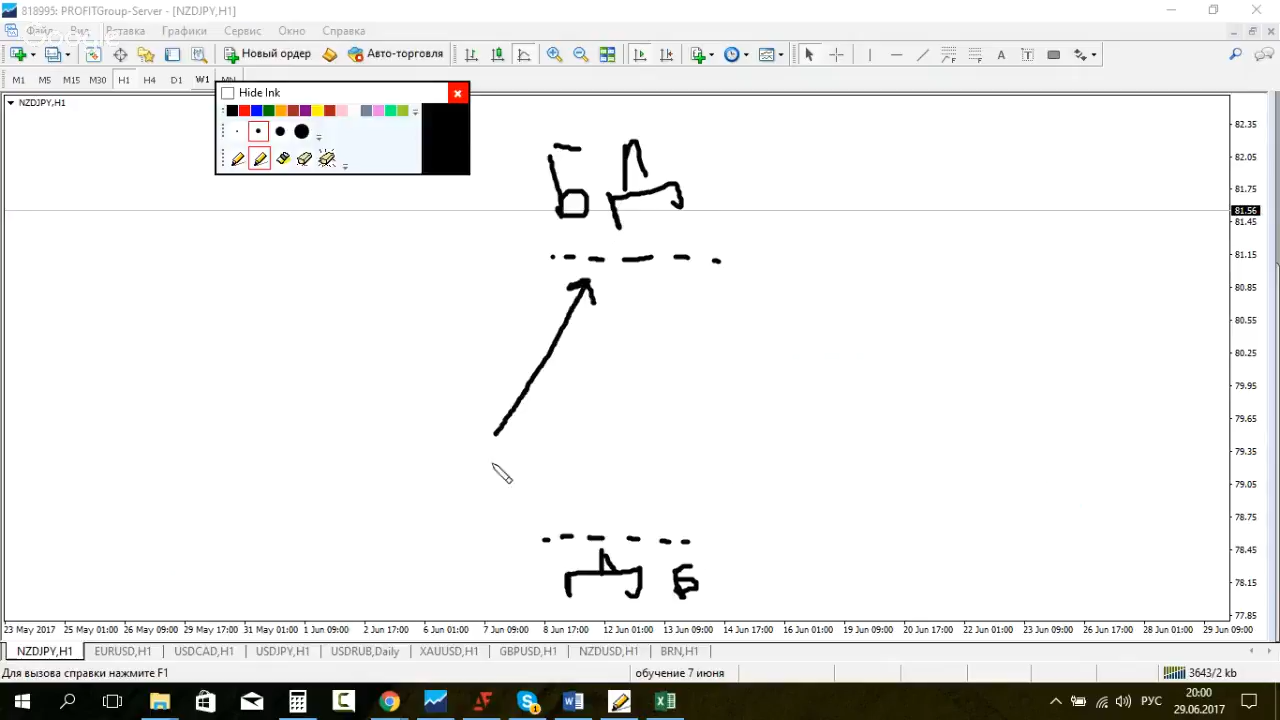 818995: PROFITGroup-Server - [NZDJPY,H1]
Файл Вид Вставка Графики Сервис Окно Справка
Новый ордер Авто-торговля
M1 M5 M15 M30 H1 H4 D1 W1 MN
Hide Ink
NZDJPY,H1
82.35
82.05
81.75
81.56
81.45
81.15
80.85
80.55
80.25
79.95
79.65
79.35
79.05
78.75
78.45
78.15
77.85
БД
Д Б
23 May 2017 25 May 01:00 26 May 09:00 29 May 17:00 31 May 01:00 1 Jun 09:00 2 Jun 17:00 6 Jun 01:00 7 Jun 09:00 8 Jun 17:00 12 Jun 01:00 13 Jun 09:00 14 Jun 17:00 16 Jun 01:00 19 Jun 09:00 20 Jun 17:00 22 Jun 01:00 23 Jun 09:00 26 Jun 17:00 28 Jun 01:00 29 Jun 09:00
NZDJPY,H1 EURUSD,H1 USDCAD,H1 USDJPY,H1 USDRUB,Daily XAUUSD,H1 GBPUSD,H1 NZDUSD,H1 BRN,H1
Для вызова справки нажмите F1 обучение 7 июня 3643/2 kb
РУС 20:00
29.06.2017